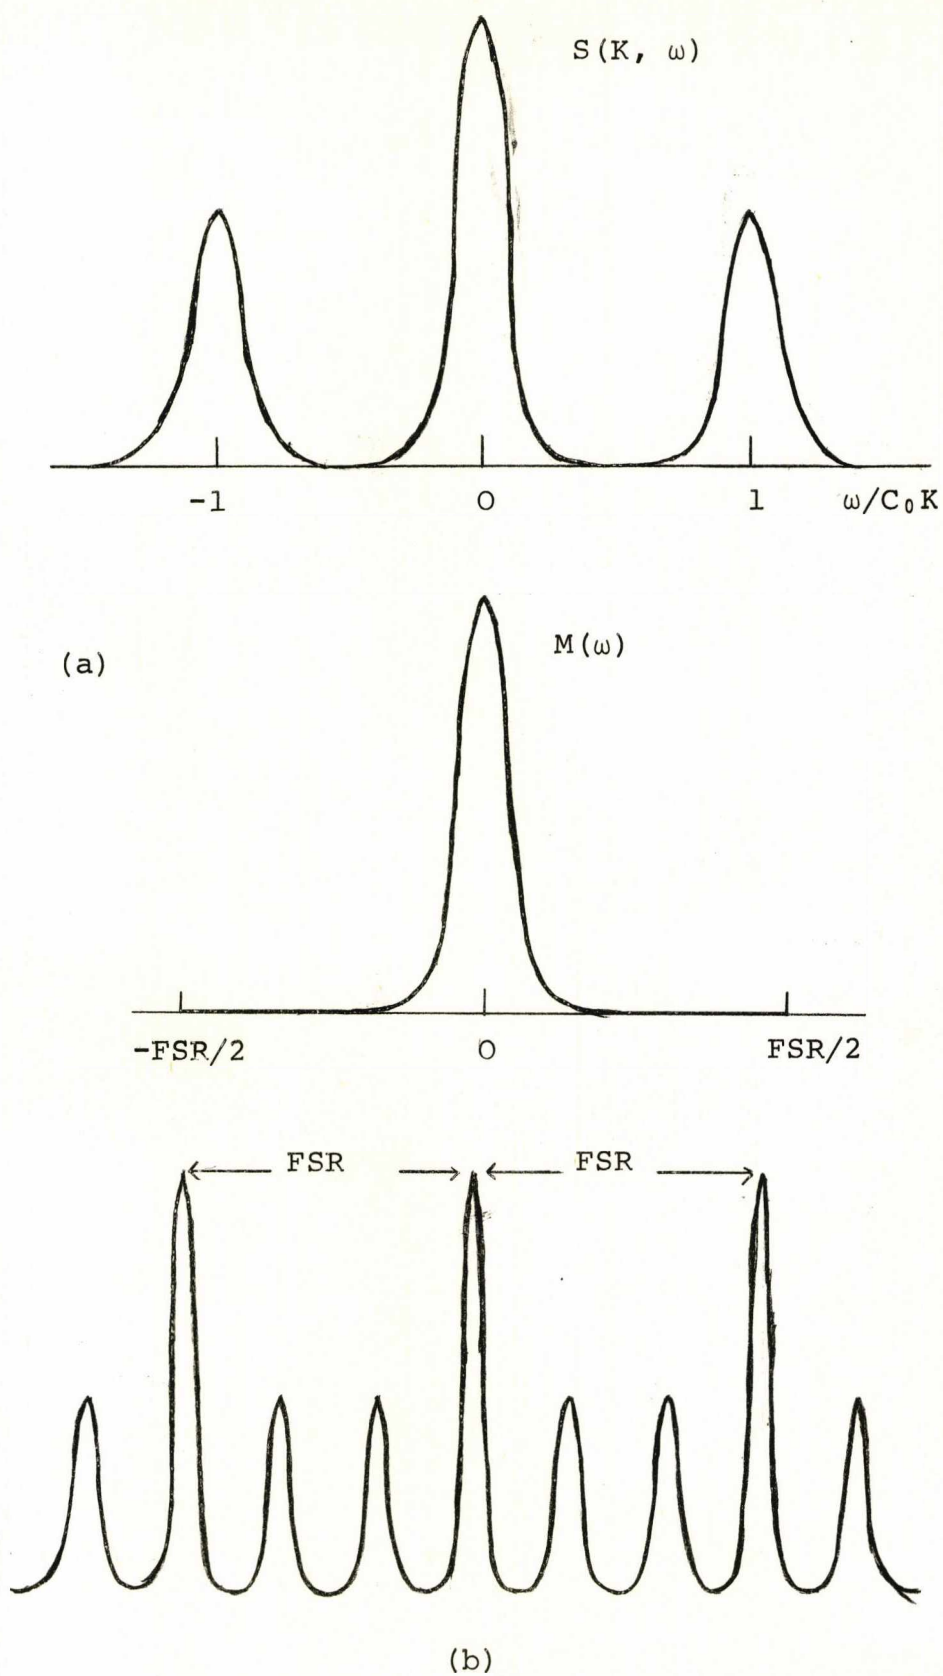 S(K, ω)
-1 0 1 ω/C₀K
(a)
M(ω)
-FSR/2 0 FSR/2
FSR FSR
(b)